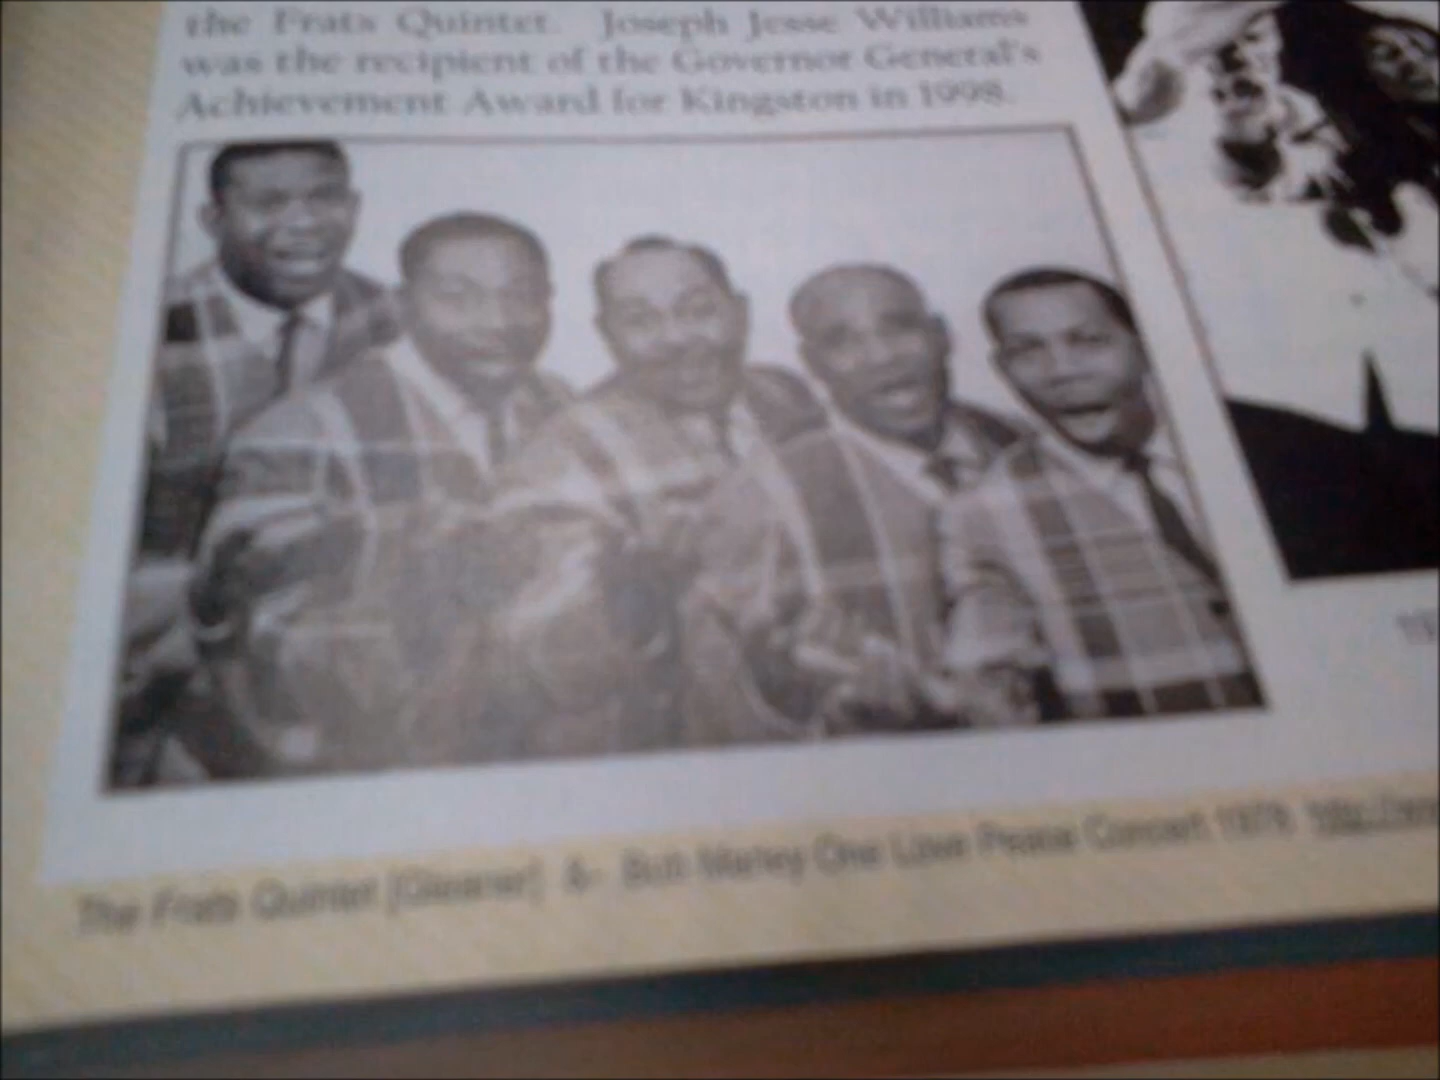 the Frats Quintet. Joseph Jesse Williams
was the recipient of the Governor General's
Achievement Award for Kingston in 1998.
The Frats Quintet [Gleaner] & Bob Marley One Love Peace Concert 1978